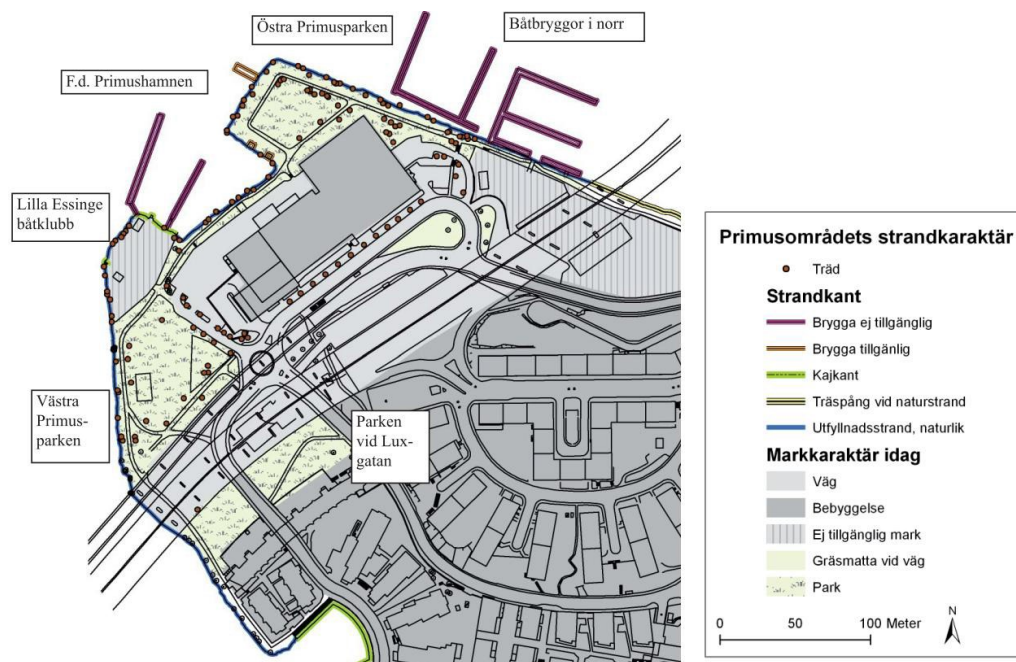 Östra Primusparken
Båtbryggor i norr
F.d. Primushamnen
Lilla Essinge
båtklubb
Västra
Primus-
parken
Parken
vid Lux-
gatan
Primusområdets strandkaraktär
Träd
Strandkant
Brygga ej tillgänglig
Brygga tillgänlig
Kajkant
Träspång vid naturstrand
Utfyllnadsstrand, naturlik
Markkaraktär idag
Väg
Bebyggelse
Ej tillgänglig mark
Gräsmatta vid väg
Park
N
0 50 100 Meter